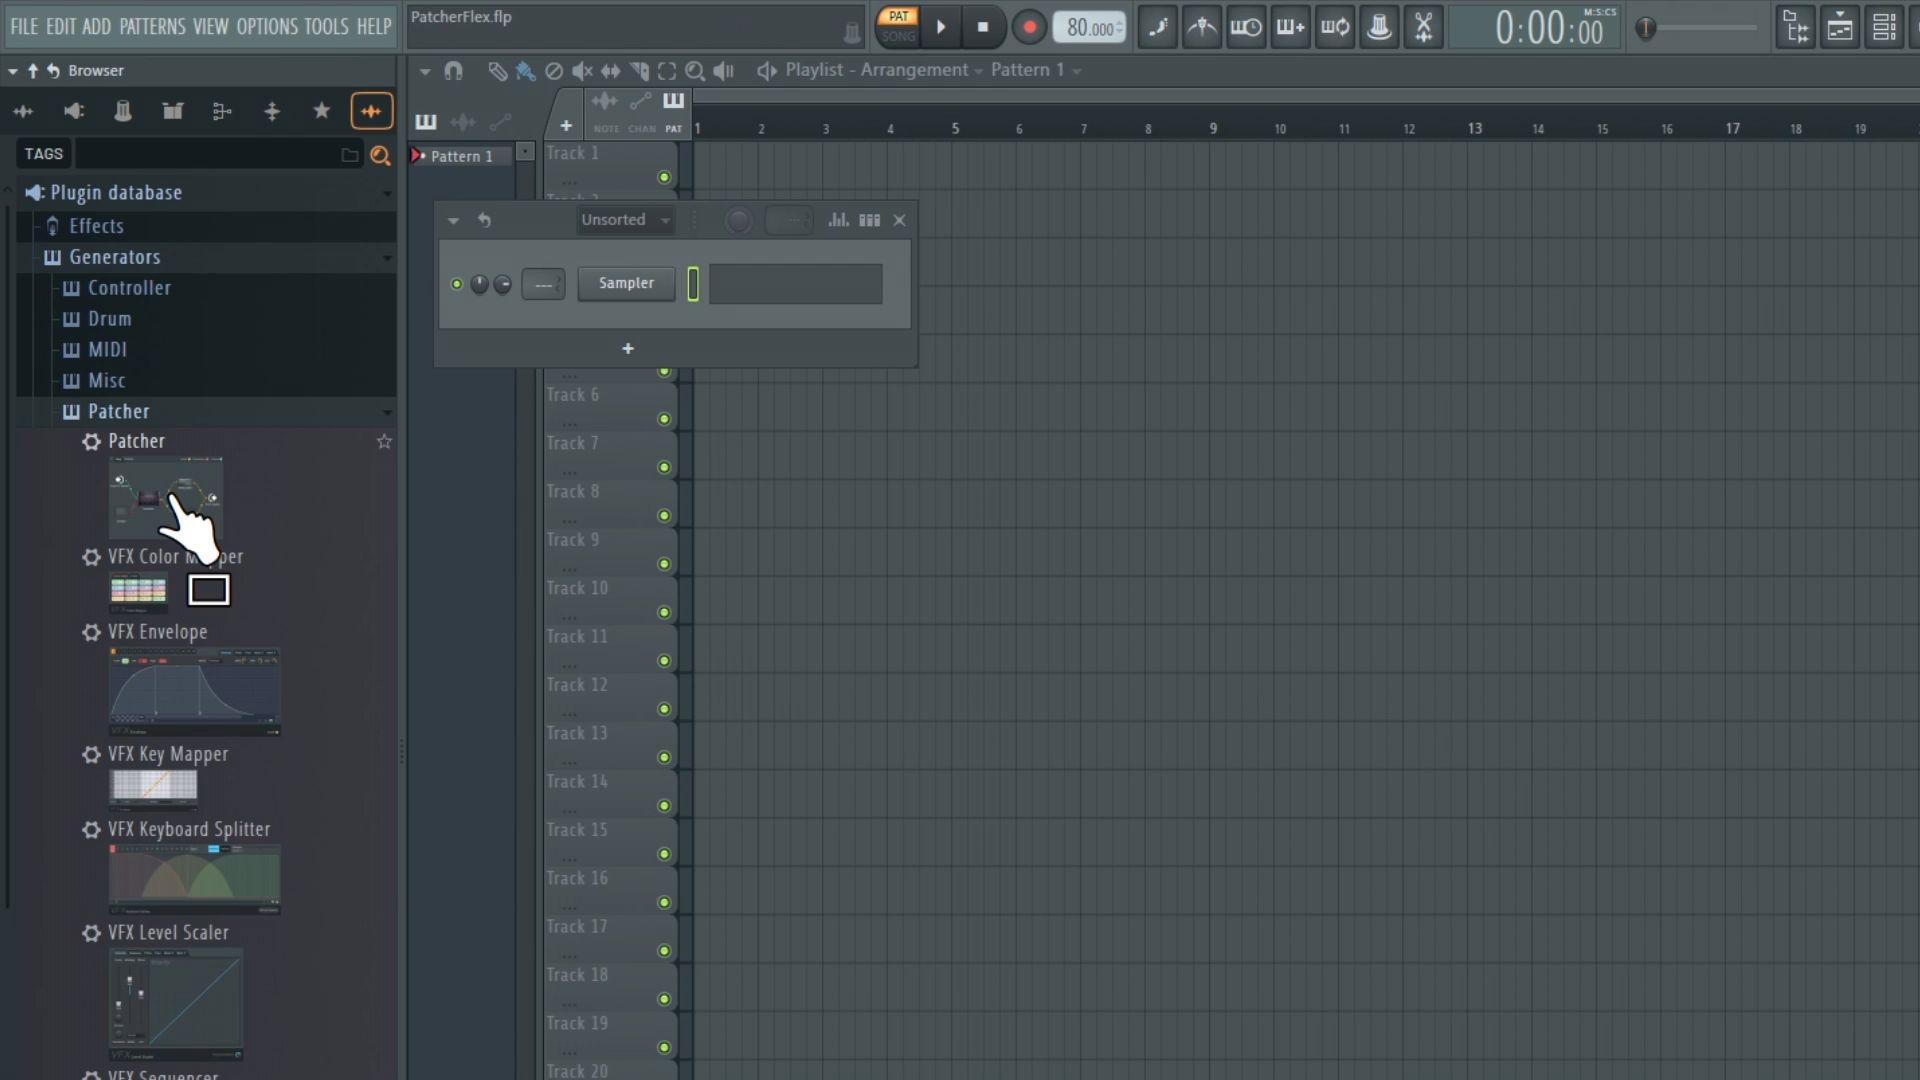 FILE EDIT ADD PATTERNS VIEW OPTIONS TOOLS HELP
PatcherFlex.flp
PAT
SONG
80.000
M:S:CS
0:00:00
Browser
Playlist - Arrangement
Pattern 1
NOTE CHAN PAT
1 2 3 4 5 6 7 8 9 10 11 12 13 14 15 16 17 18 19
TAGS
Pattern 1
Track 1
Plugin database
Effects
Generators
Controller
Drum
MIDI
Misc
Patcher
Patcher
VFX Color
per
VFX Envelope
VFX Key Mapper
VFX Keyboard Splitter
VFX Level Scaler
VFX Sequencer
Unsorted
Sampler
Track 6
Track 7
Track 8
Track 9
Track 10
Track 11
Track 12
Track 13
Track 14
Track 15
Track 16
Track 17
Track 18
Track 19
Track 20